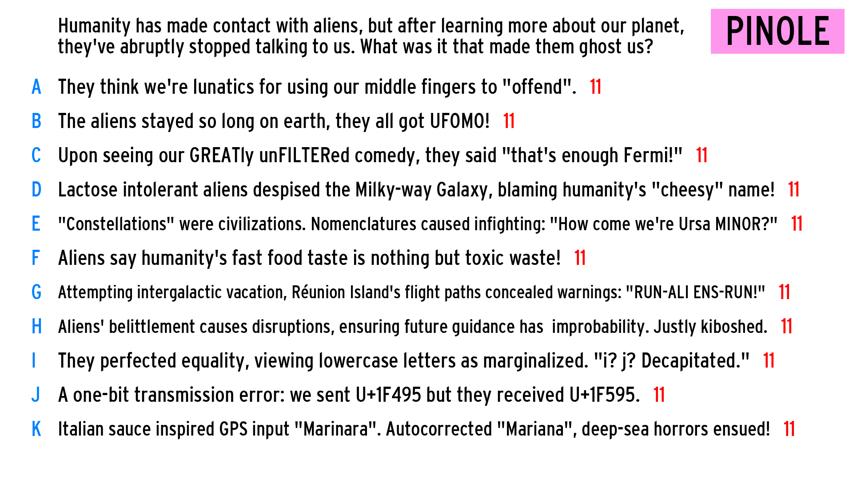 Humanity has made contact with aliens, but after learning more about our planet,
they've abruptly stopped talking to us. What was it that made them ghost us?
PINOLE
A They think we're lunatics for using our middle fingers to "offend". 11
B The aliens stayed so long on earth, they all got UFOMO! 11
C Upon seeing our GREATly unFILTERed comedy, they said "that's enough Fermi!" 11
D Lactose intolerant aliens despised the Milky-way Galaxy, blaming humanity's "cheesy" name! 11
E "Constellations" were civilizations. Nomenclatures caused infighting: "How come we're Ursa MINOR?" 11
F Aliens say humanity's fast food taste is nothing but toxic waste! 11
G Attempting intergalactic vacation, Réunion Island's flight paths concealed warnings: "RUN-ALI ENS-RUN!" 11
H Aliens' belittlement causes disruptions, ensuring future guidance has improbability. Justly kiboshed. 11
I They perfected equality, viewing lowercase letters as marginalized. "i? j? Decapitated." 11
J A one-bit transmission error: we sent U+1F495 but they received U+1F595. 11
K Italian sauce inspired GPS input "Marinara". Autocorrected "Mariana", deep-sea horrors ensued! 11